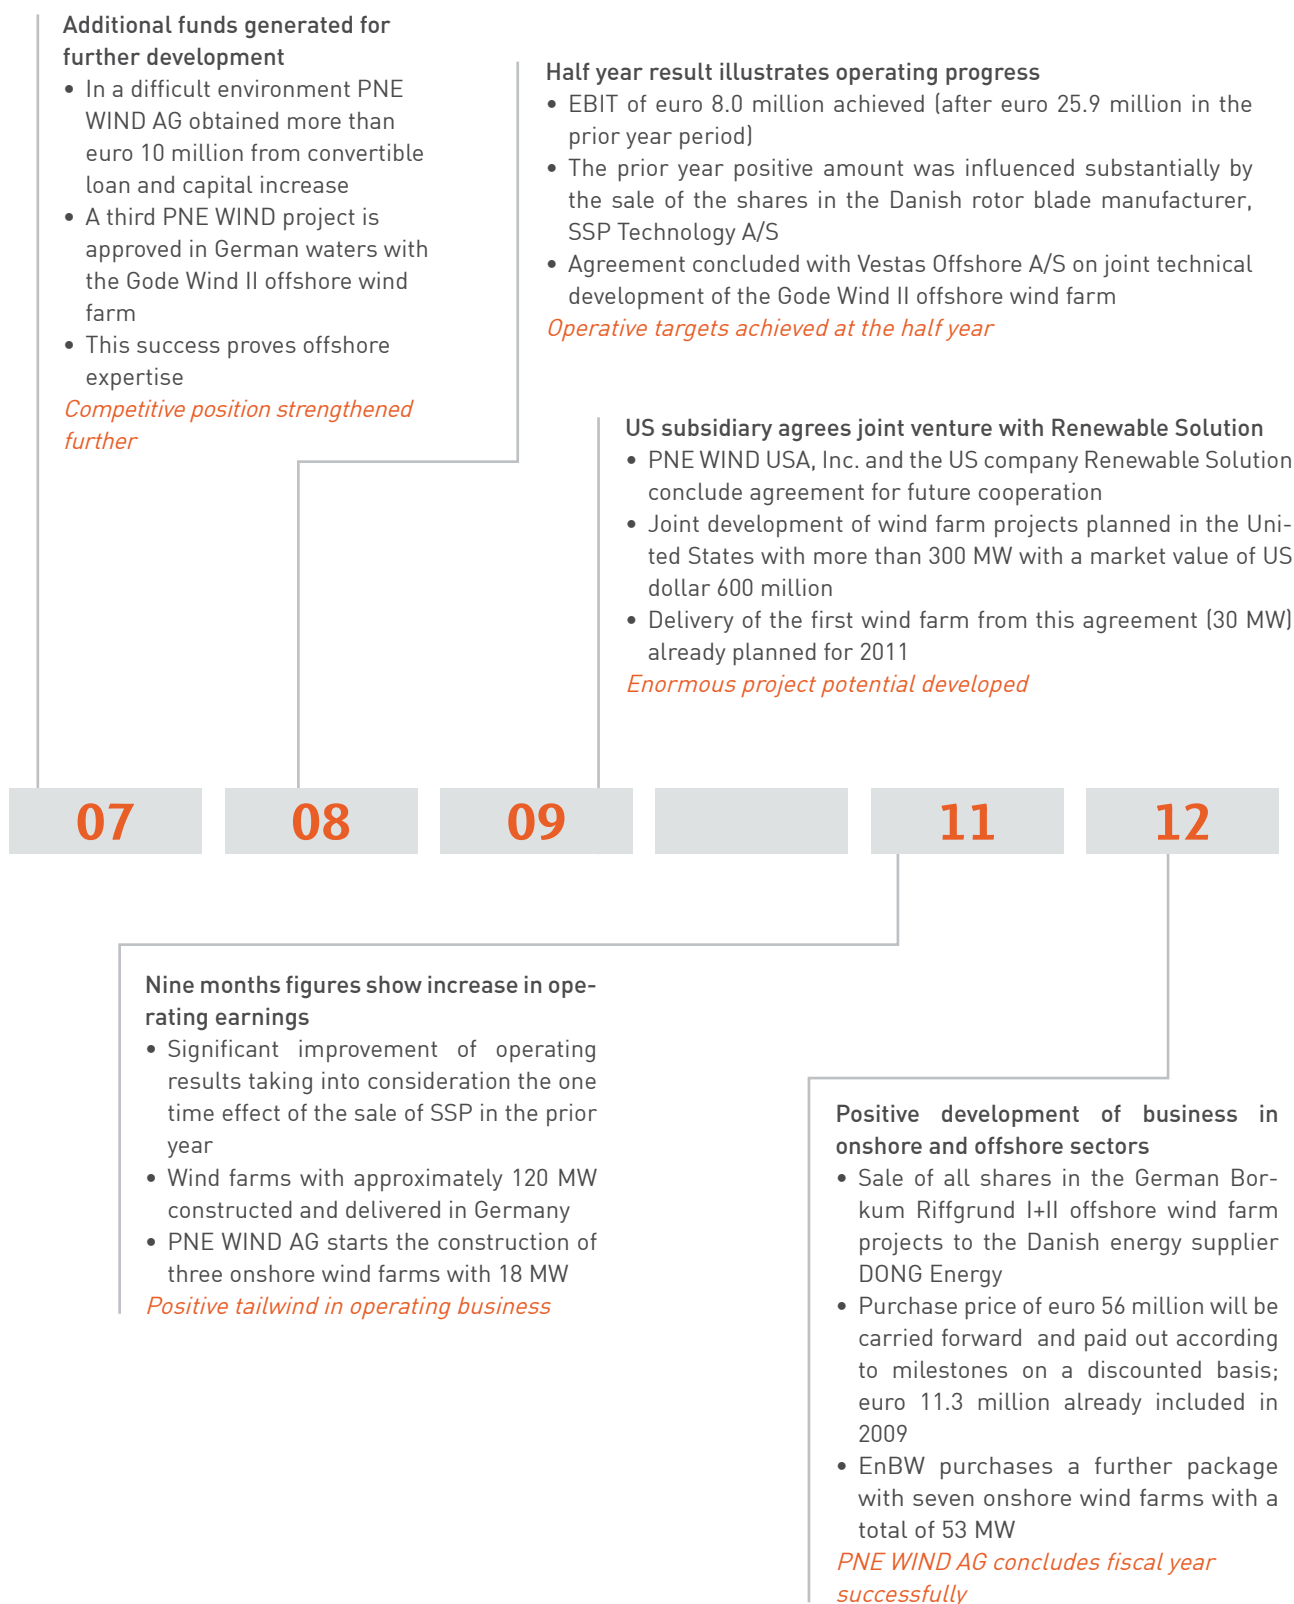 Additional funds generated for
further development
• In a difficult environment PNE
WIND AG obtained more than
euro 10 million from convertible
loan and capital increase
• A third PNE WIND project is
approved in German waters with
the Gode Wind II offshore wind
farm
• This success proves offshore
expertise
Competitive position strengthened
further
Half year result illustrates operating progress
• EBIT of euro 8.0 million achieved (after euro 25.9 million in the
prior year period)
• The prior year positive amount was influenced substantially by
the sale of the shares in the Danish rotor blade manufacturer,
SSP Technology A/S
• Agreement concluded with Vestas Offshore A/S on joint technical
development of the Gode Wind II offshore wind farm
Operative targets achieved at the half year
US subsidiary agrees joint venture with Renewable Solution
• PNE WIND USA, Inc. and the US company Renewable Solution
conclude agreement for future cooperation
• Joint development of wind farm projects planned in the Uni-
ted States with more than 300 MW with a market value of US
dollar 600 million
• Delivery of the first wind farm from this agreement (30 MW)
already planned for 2011
Enormous project potential developed
07 08 09 11 12
Nine months figures show increase in ope-
rating earnings
• Significant improvement of operating
results taking into consideration the one
time effect of the sale of SSP in the prior
year
• Wind farms with approximately 120 MW
constructed and delivered in Germany
• PNE WIND AG starts the construction of
three onshore wind farms with 18 MW
Positive tailwind in operating business
Positive development of business in
onshore and offshore sectors
• Sale of all shares in the German Bor-
kum Riffgrund I+II offshore wind farm
projects to the Danish energy supplier
DONG Energy
• Purchase price of euro 56 million will be
carried forward and paid out according
to milestones on a discounted basis;
euro 11.3 million already included in
2009
• EnBW purchases a further package
with seven onshore wind farms with a
total of 53 MW
PNE WIND AG concludes fiscal year
successfully